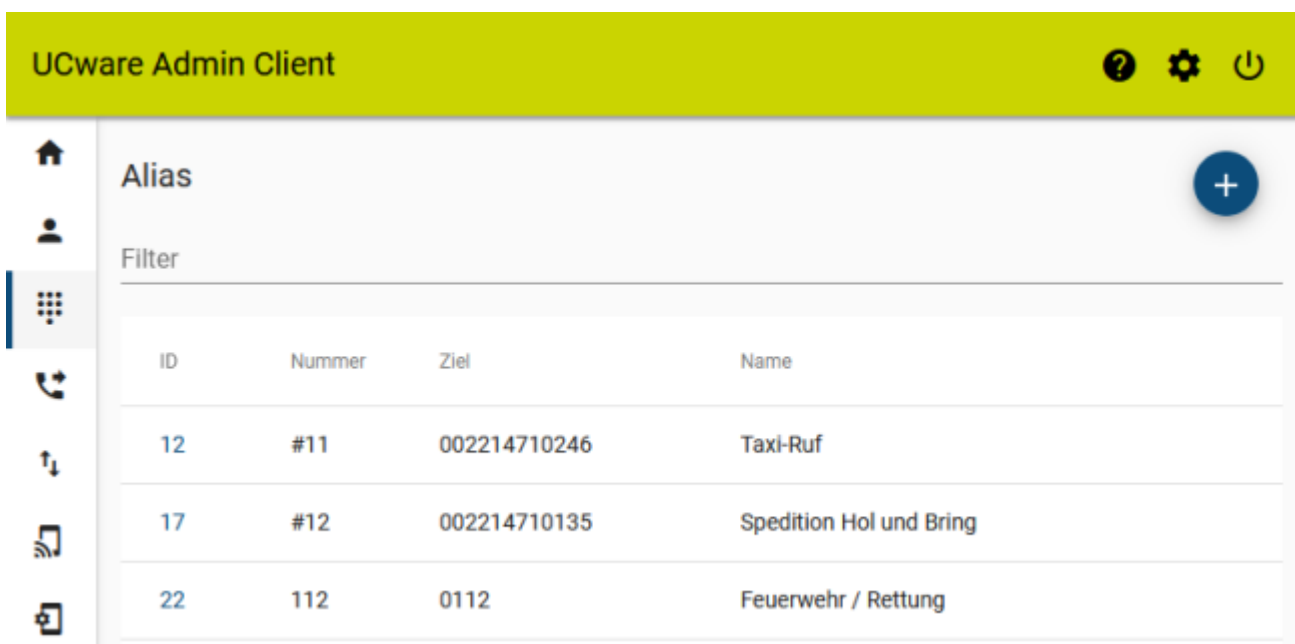 UCware Admin Client
Alias
Filter
ID Nummer Ziel Name
12 #11 002214710246 Taxi-Ruf
17 #12 002214710135 Spedition Hol und Bring
22 112 0112 Feuerwehr / Rettung